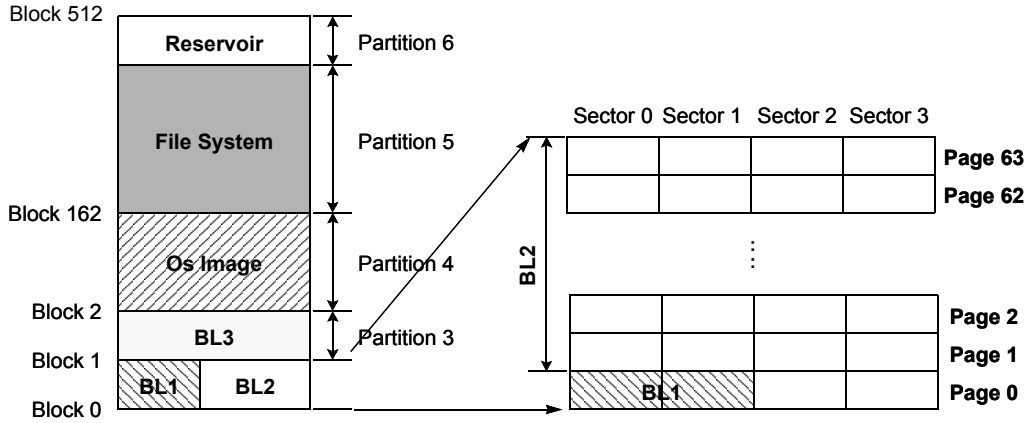 Block 512
Reservoir
Partition 6
File System
Partition 5
Block 162
Os Image
Partition 4
Block 2
BL3
Partition 3
Block 1
BL1
BL2
Block 0
Sector 0 Sector 1 Sector 2 Sector 3
Page 63
Page 62
BL2
Page 2
Page 1
BL1
Page 0